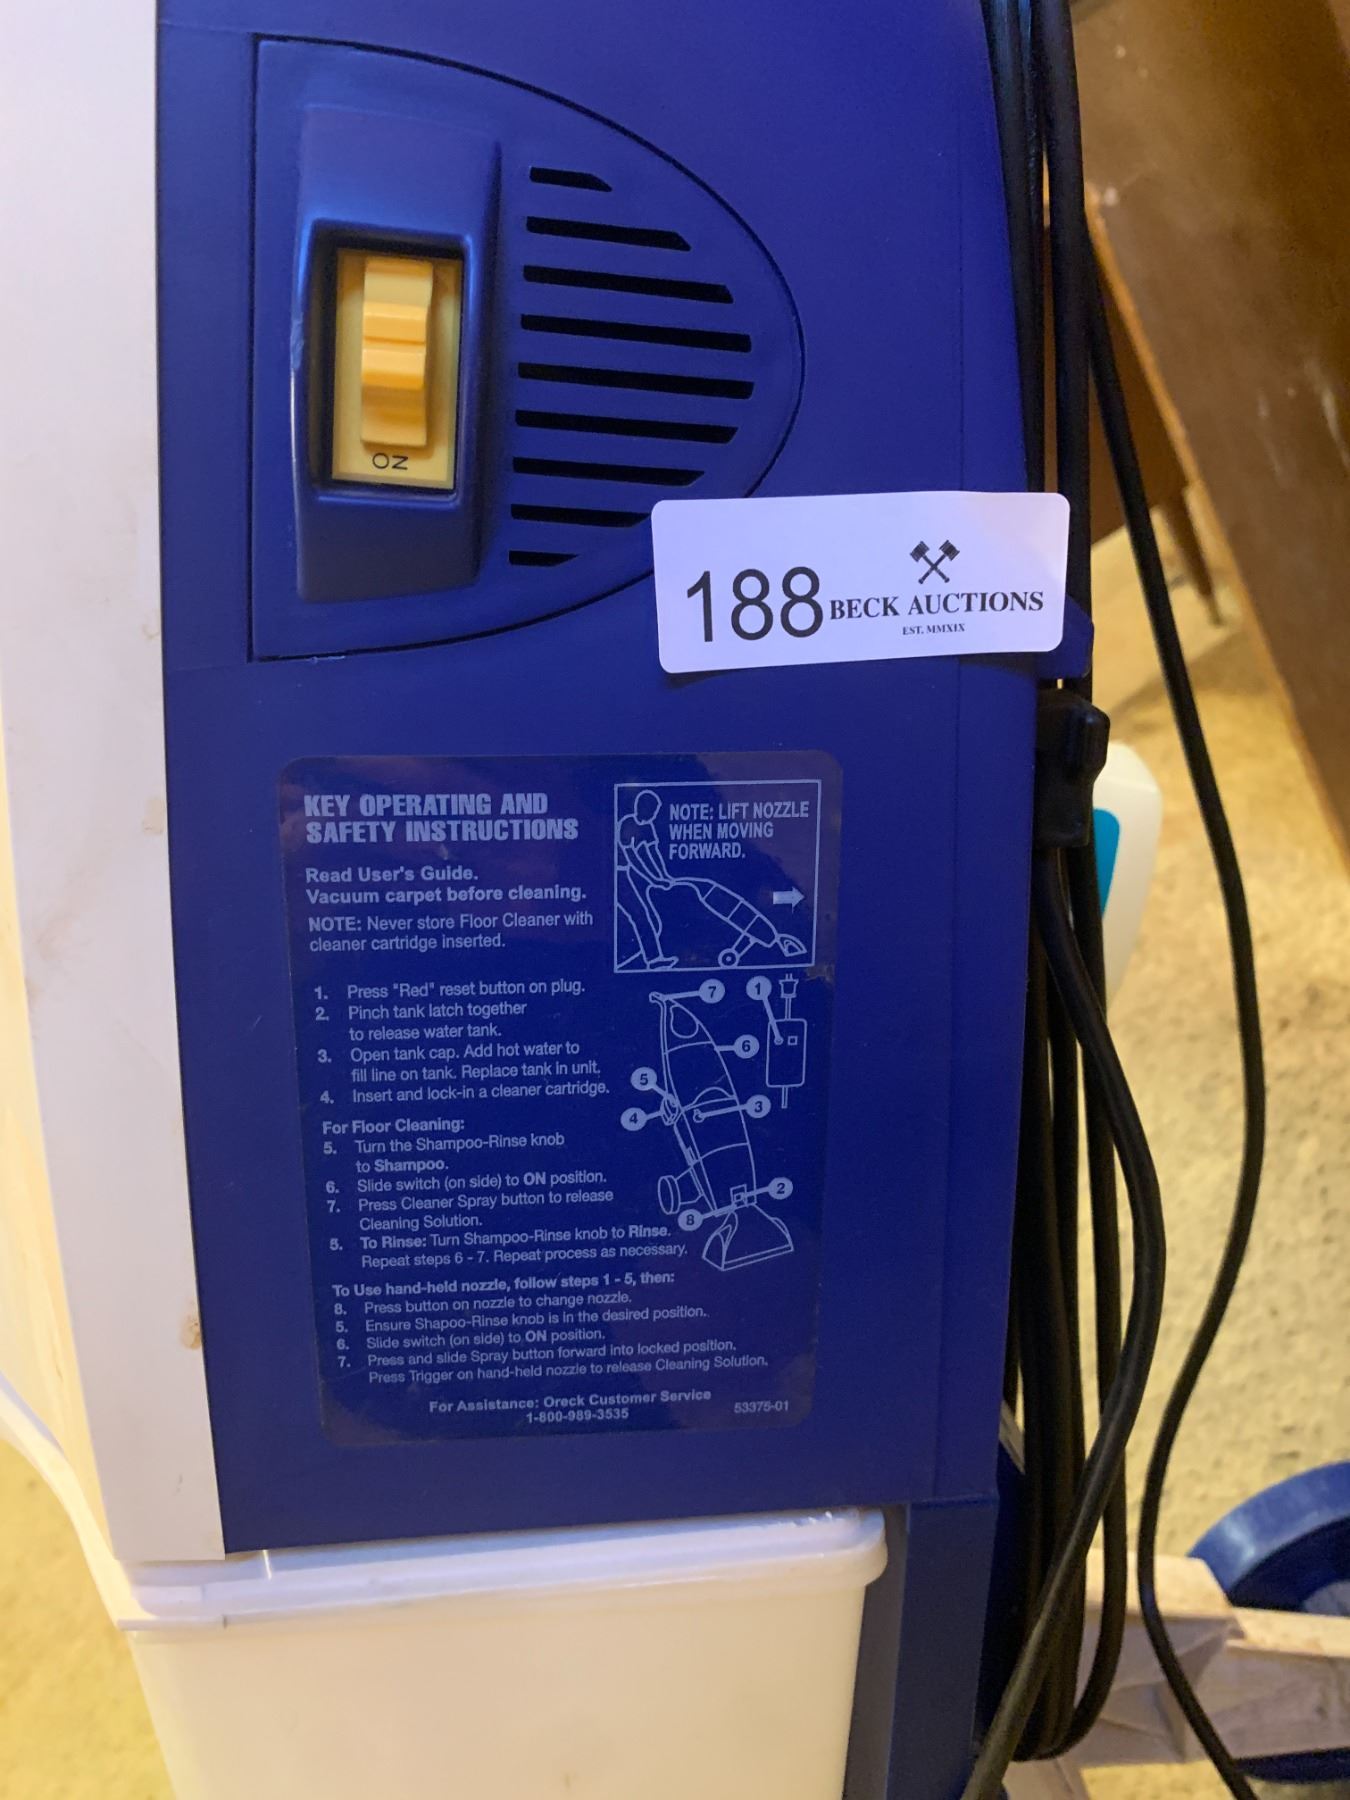 ON
188 BECK AUCTIONS
EST. MMXIX
KEY OPERATING AND
SAFETY INSTRUCTIONS
Read User's Guide.
Vacuum carpet before cleaning.
NOTE: Never store Floor Cleaner with
cleaner cartridge inserted.
NOTE: LIFT NOZZLE
WHEN MOVING
FORWARD.
1. Press "Red" reset button on plug.
2. Pinch tank latch together
to release water tank.
3. Open tank cap. Add hot water to
fill line on tank. Replace tank in unit.
4. Insert and lock-in a cleaner cartridge.
For Floor Cleaning:
5. Turn the Shampoo-Rinse knob
to Shampoo.
6. Slide switch (on side) to ON position.
7. Press Cleaner Spray button to release
Cleaning Solution.
5. To Rinse: Turn Shampoo-Rinse knob to Rinse.
Repeat steps 6 - 7. Repeat process as necessary.
To Use hand-held nozzle, follow steps 1 - 5, then:
8. Press button on nozzle to change nozzle.
5. Ensure Shapoo-Rinse knob is in the desired position.
6. Slide switch (on side) to ON position.
7. Press and slide Spray button forward into locked position.
Press Trigger on hand-held nozzle to release Cleaning Solution.
For Assistance: Oreck Customer Service
1-800-989-3535
53375-01
7
1
6
5
4
3
2
8